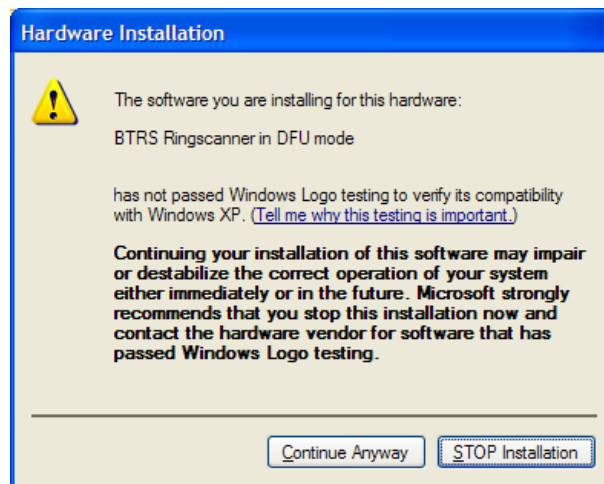 Hardware Installation
The software you are installing for this hardware:
BTRS Ringscanner in DFU mode
has not passed Windows Logo testing to verify its compatibility
with Windows XP. (Tell me why this testing is important.)
Continuing your installation of this software may impair
or destabilize the correct operation of your system
either immediately or in the future. Microsoft strongly
recommends that you stop this installation now and
contact the hardware vendor for software that has
passed Windows Logo testing.
Continue Anyway
STOP Installation